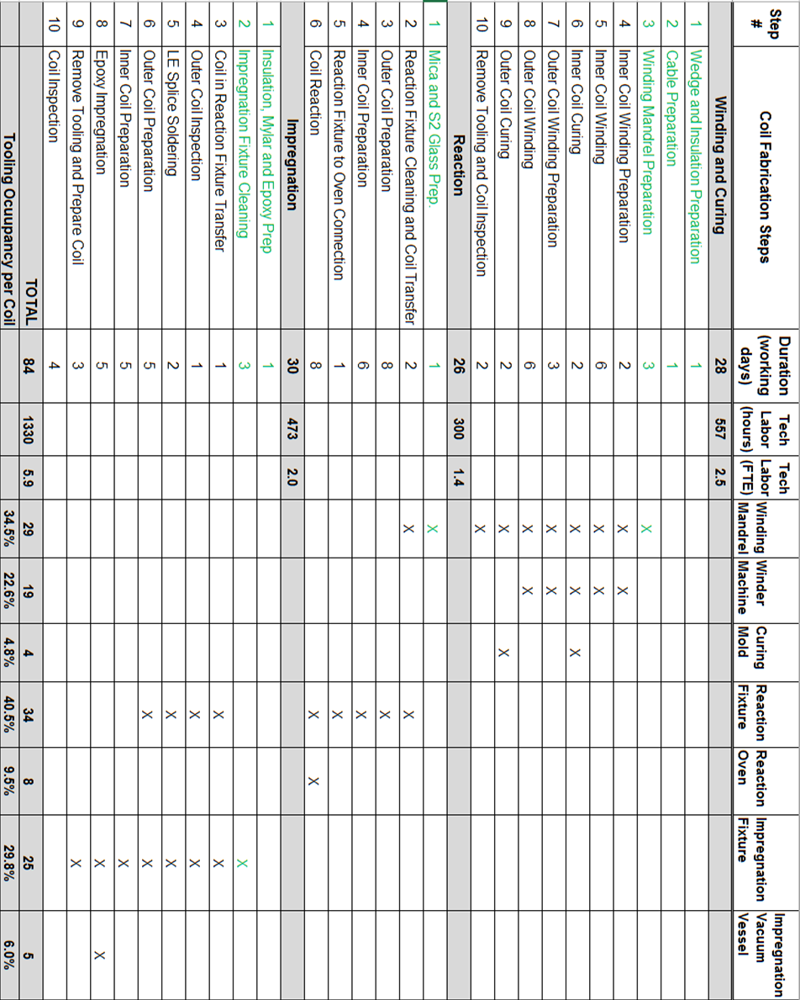 Step # Coil Fabrication Steps Duration (working days) Tech Labor (hours) Tech Labor (FTE) Winding Mandrel Winder Machine Curing Mold Reaction Fixture Reaction Oven Impregnation Fixture Impregnation Vacuum Vessel
Winding and Curing 28 557 2.5
1 Wedge and Insulation Preparation 1
2 Cable Preparation 1
3 Winding Mandrel Preparation 3 X
4 Inner Coil Winding Preparation 2 X X
5 Inner Coil Winding 6 X X
6 Inner Coil Curing 2 X X X
7 Outer Coil Winding Preparation 3 X X
8 Outer Coil Winding 6 X X
9 Outer Coil Curing 2 X X
10 Remove Tooling and Coil Inspection 2 X
Reaction 26 300 1.4
1 Mica and S2 Glass Prep. 1 X
2 Reaction Fixture Cleaning and Coil Transfer 2 X X
3 Outer Coil Preparation 8 X
4 Inner Coil Preparation 6 X
5 Reaction Fixture to Oven Connection 1 X
6 Coil Reaction 8 X X
Impregnation 30 473 2.0
1 Insulation, Mylar and Epoxy Prep 1
2 Impregnation Fixture Cleaning 3 X
3 Coil in Reaction Fixture Transfer 1 X X
4 Outer Coil Inspection 1 X X
5 LE Splice Soldering 2 X X
6 Outer Coil Preparation 5 X X
7 Inner Coil Preparation 5 X
8 Epoxy Impregnation 5 X X
9 Remove Tooling and Prepare Coil 3 X
10 Coil Inspection 4
TOTAL 84 1330 5.9 29 19 4 34 8 25 5
Tooling Ocuupancy per Coil 34.5% 22.6% 4.8% 40.5% 9.5% 29.8% 6.0%